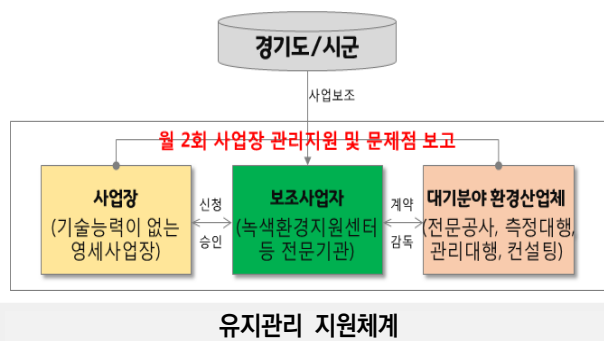 경기도/시군
사업보조
월 2회 사업장 관리지원 및 문제점 보고
사업장
(기술능력이 없는
영세사업장)
신청
승인
보조사업자
(녹색환경지원센터
등 전문기관)
계약
감독
대기분야 환경산업체
(전문공사, 측정대행,
관리대행, 컨설팅)
유지관리 지원체계